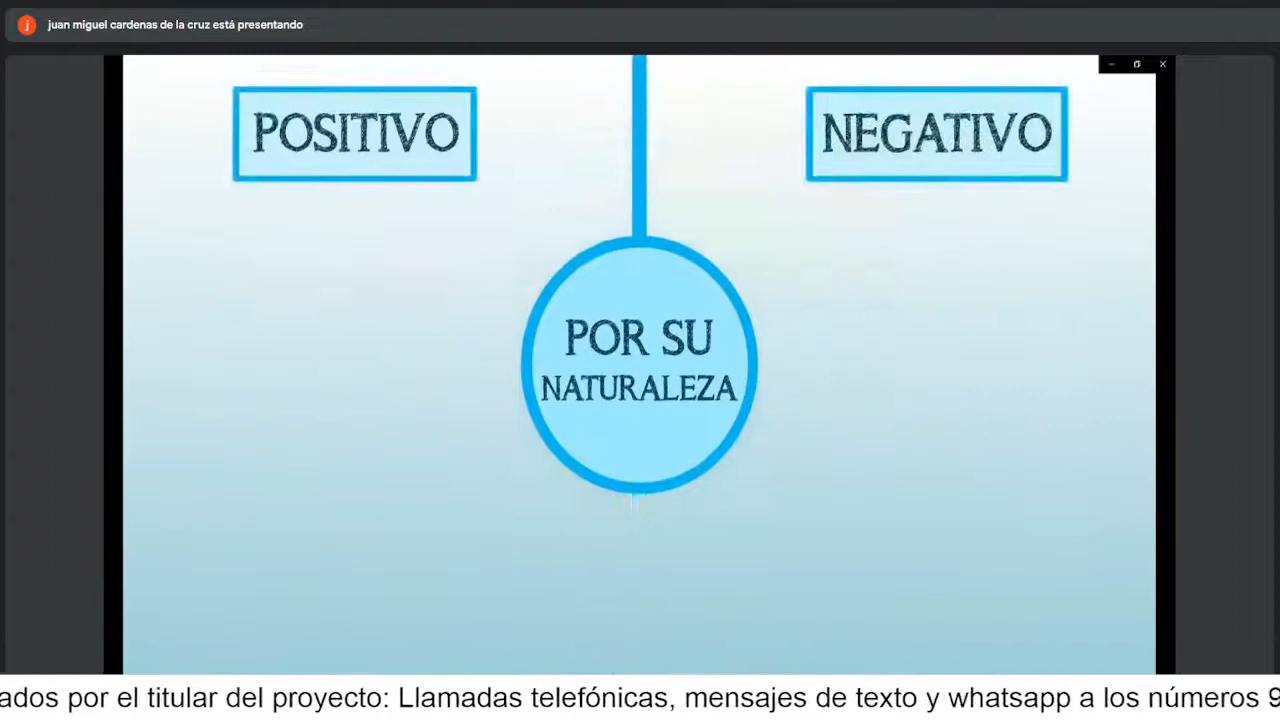 j juan miguel cardenas de la cruz está presentando
POSITIVO
NEGATIVO
POR SU
NATURALEZA
ados por el titular del proyecto: Llamadas telefónicas, mensajes de texto y whatsapp a los números 9